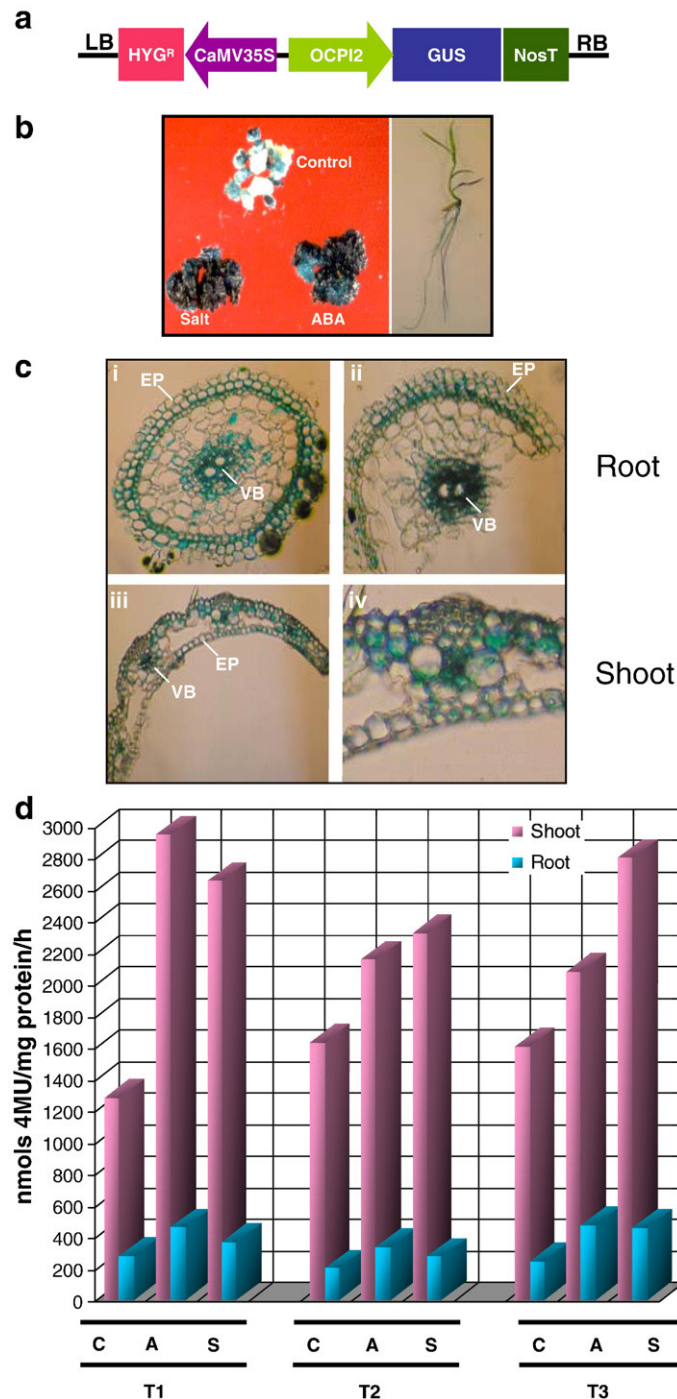 a
LB HYGᴿ CaMV35S OCPI2 GUS NosT RB
b
Control
Salt ABA
c
i ii
EP EP
VB VB
Root
iii iv
EP
VB
Shoot
d
nmols 4MU/mg protein/h
3000
2800
2600
2400
2200
2000
1800
1600
1400
1200
1000
800
600
400
200
0
Shoot
Root
C A S C A S C A S
T1 T2 T3